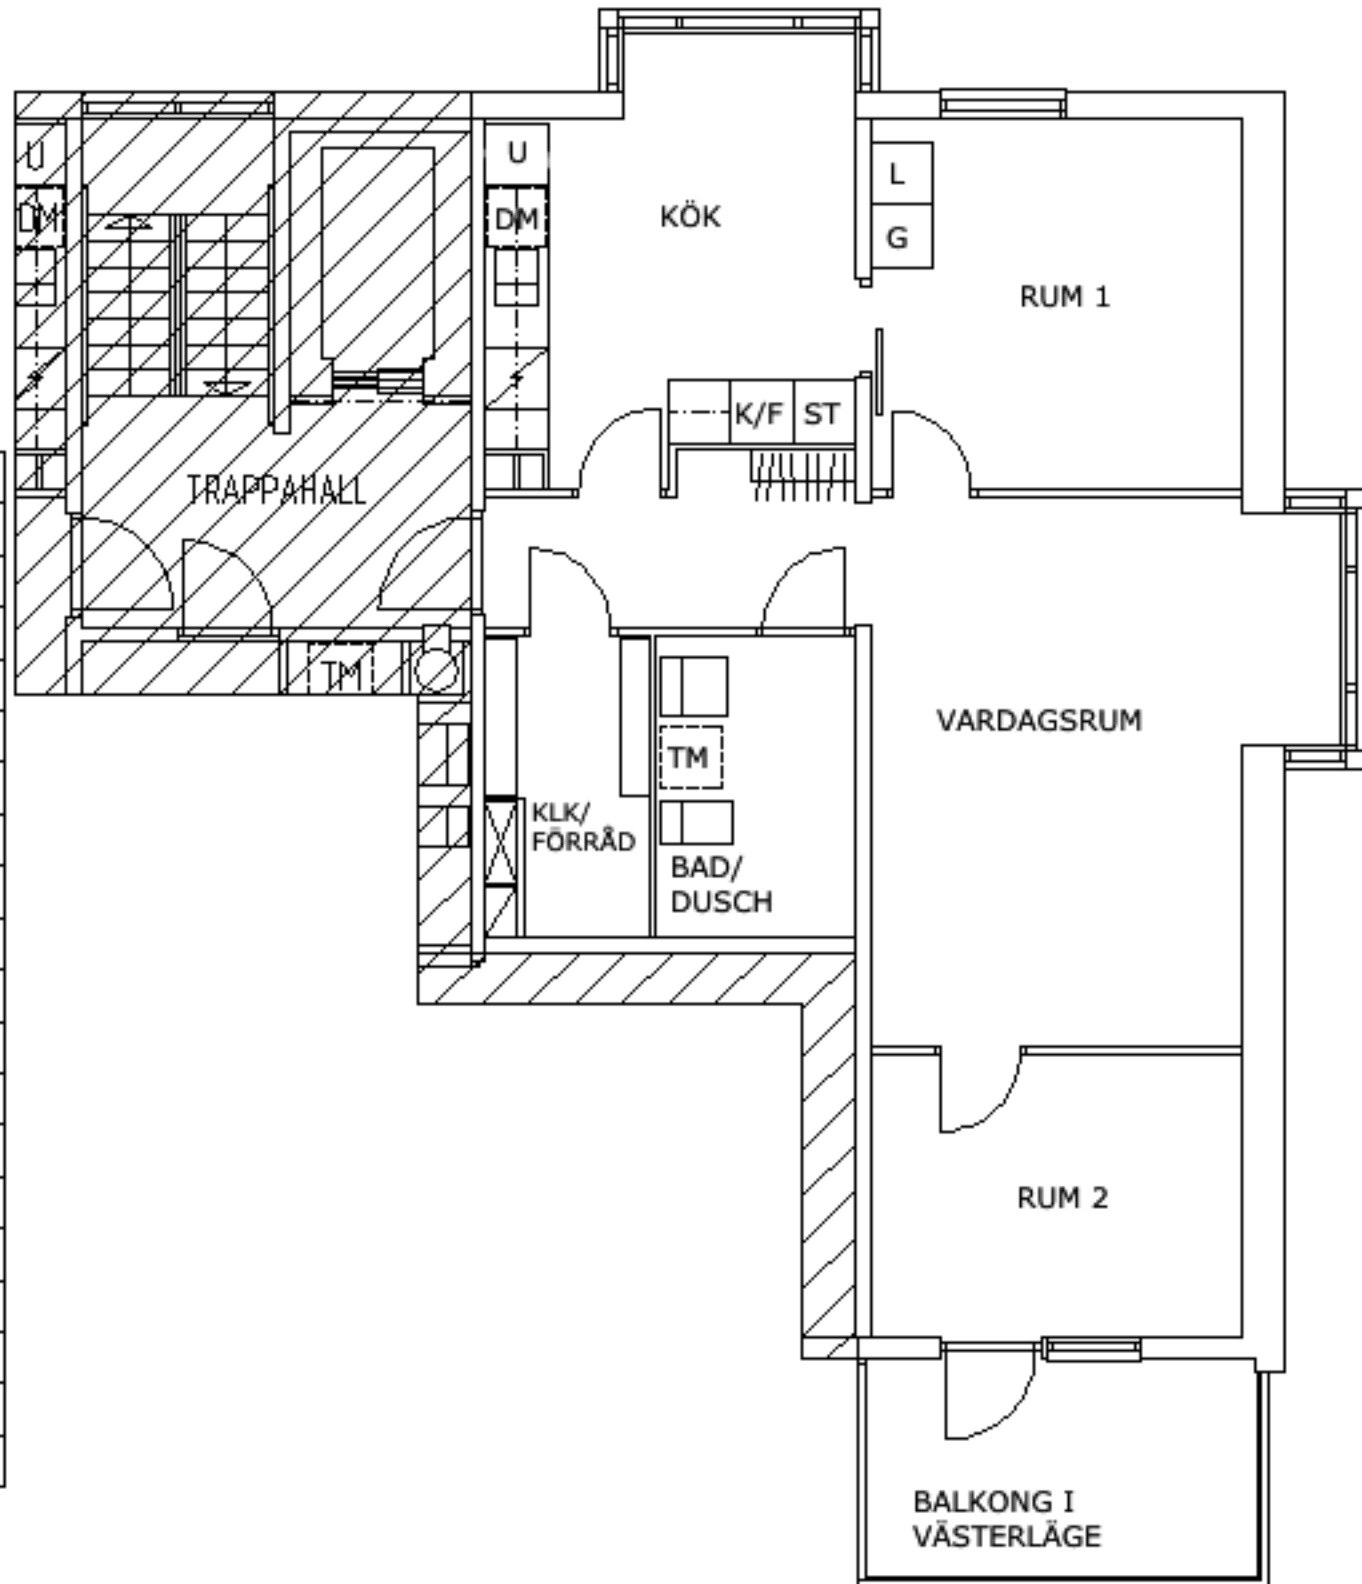 U
U
DM
DM
KÖK
L
G
RUM 1
K/F
ST
TRAPPAHALL
TM
VARDAGSRUM
TM
KLK/
FÖRRÅD
BAD/
DUSCH
RUM 2
BALKONG I
VÄSTERLÄGE